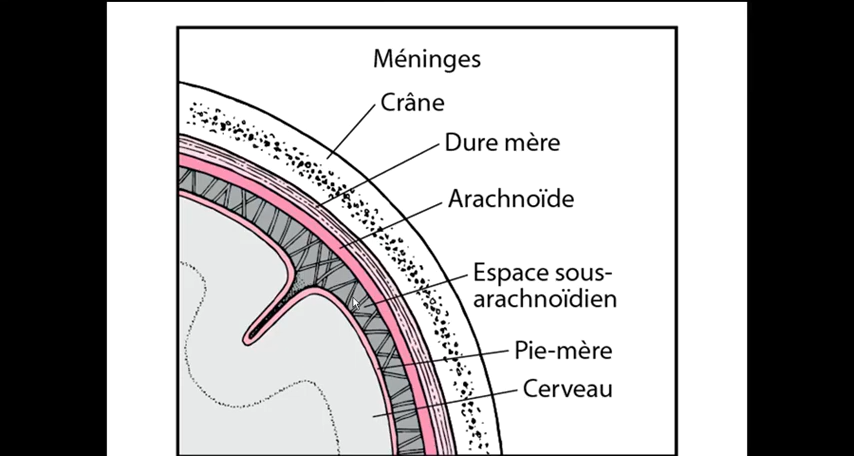 Méninges
Crâne
Dure mère
Arachnoïde
Espace sous-
arachnoïdien
Pie-mère
Cerveau